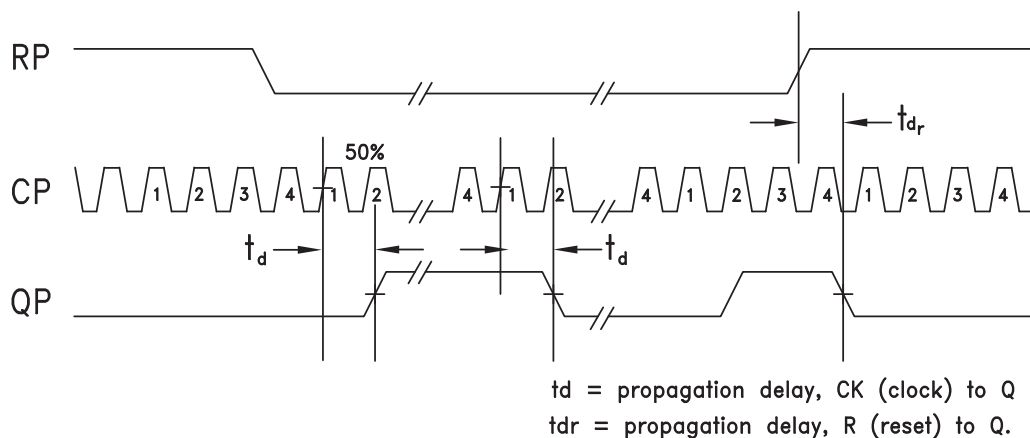 RP
t_dr
50%
CP
1 2 3 4 1 2 4 1 2 4 1 2 3 4 1 2 3 4
t_d
t_d
QP
td = propagation delay, CK (clock) to Q
tdr = propagation delay, R (reset) to Q.